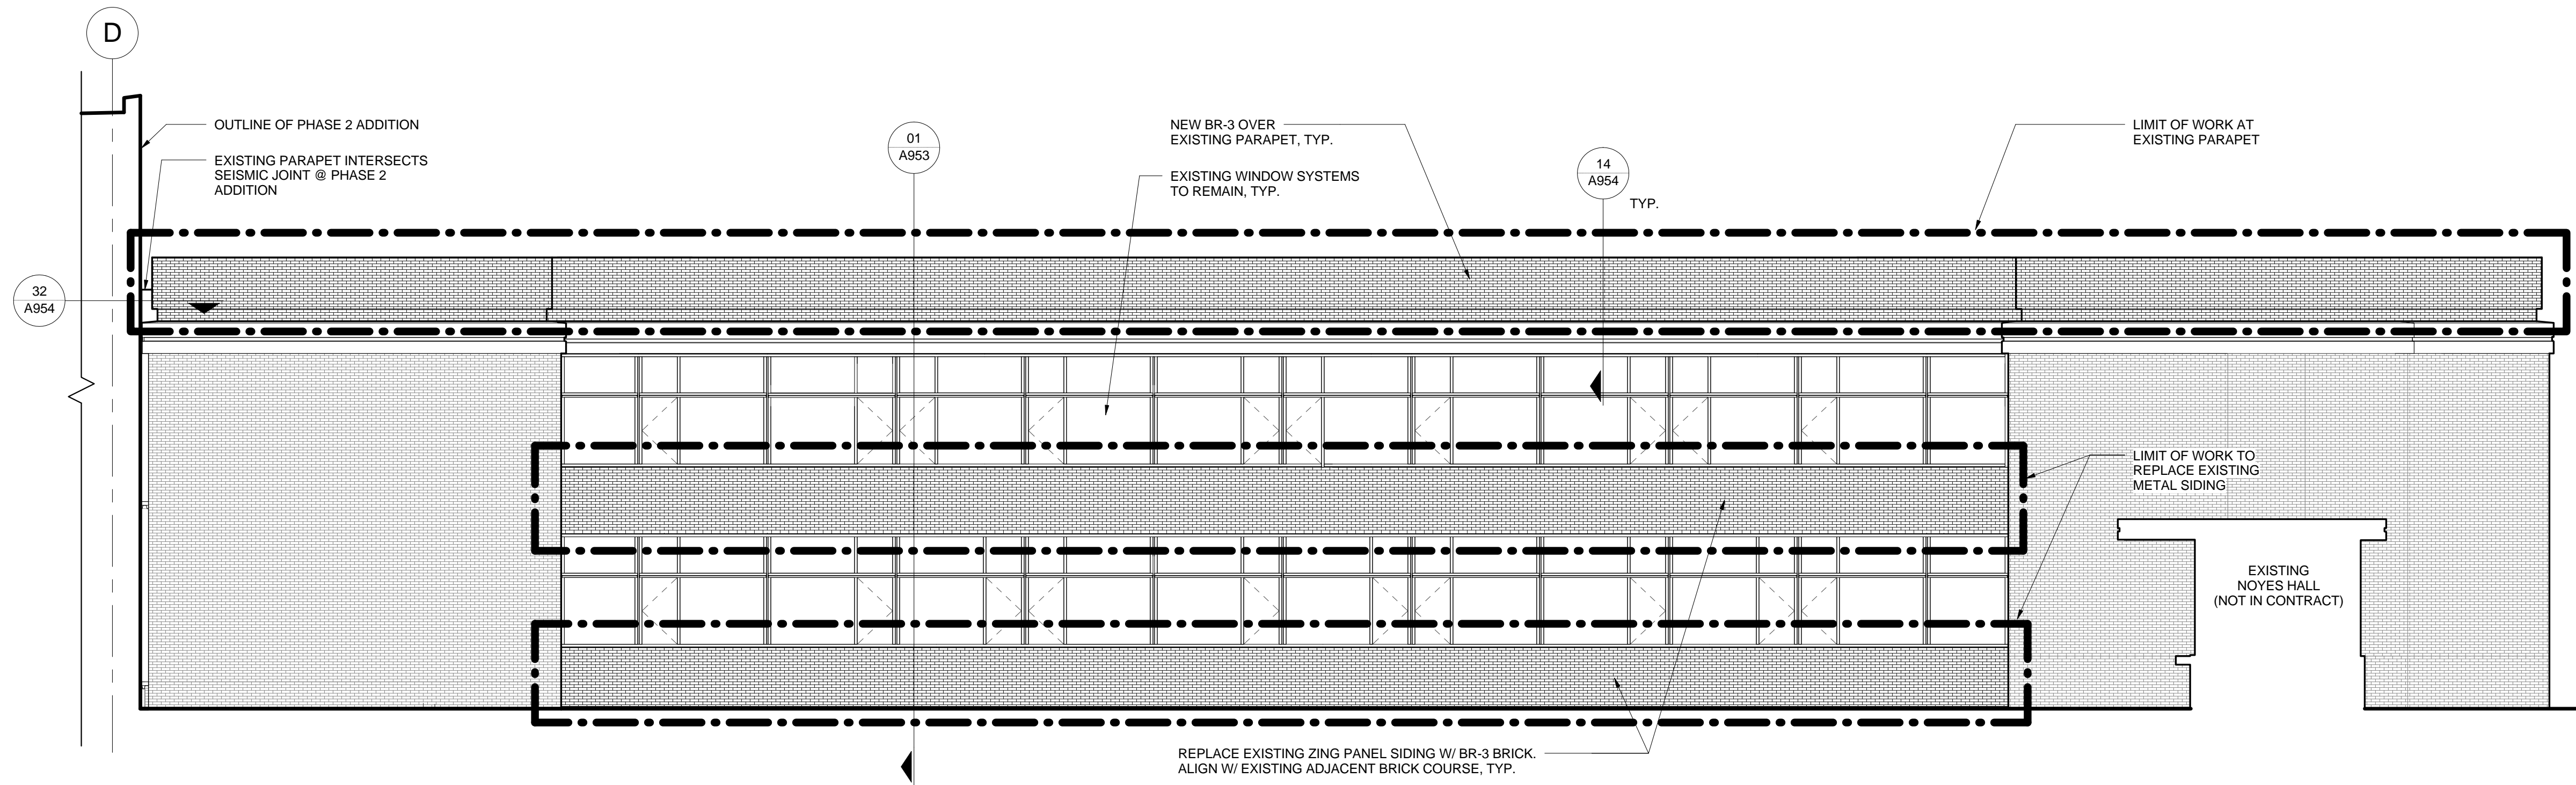 D
OUTLINE OF PHASE 2 ADDITION
EXISTING PARAPET INTERSECTS
SEISMIC JOINT @ PHASE 2
ADDITION
01
A953
NEW BR-3 OVER
EXISTING PARAPET, TYP.
EXISTING WINDOW SYSTEMS
TO REMAIN, TYP.
14
A954
TYP.
LIMIT OF WORK AT
EXISTING PARAPET
32
A954
LIMIT OF WORK TO
REPLACE EXISTING
METAL SIDING
EXISTING
NOYES HALL
(NOT IN CONTRACT)
REPLACE EXISTING ZING PANEL SIDING W/ BR-3 BRICK.
ALIGN W/ EXISTING ADJACENT BRICK COURSE, TYP.